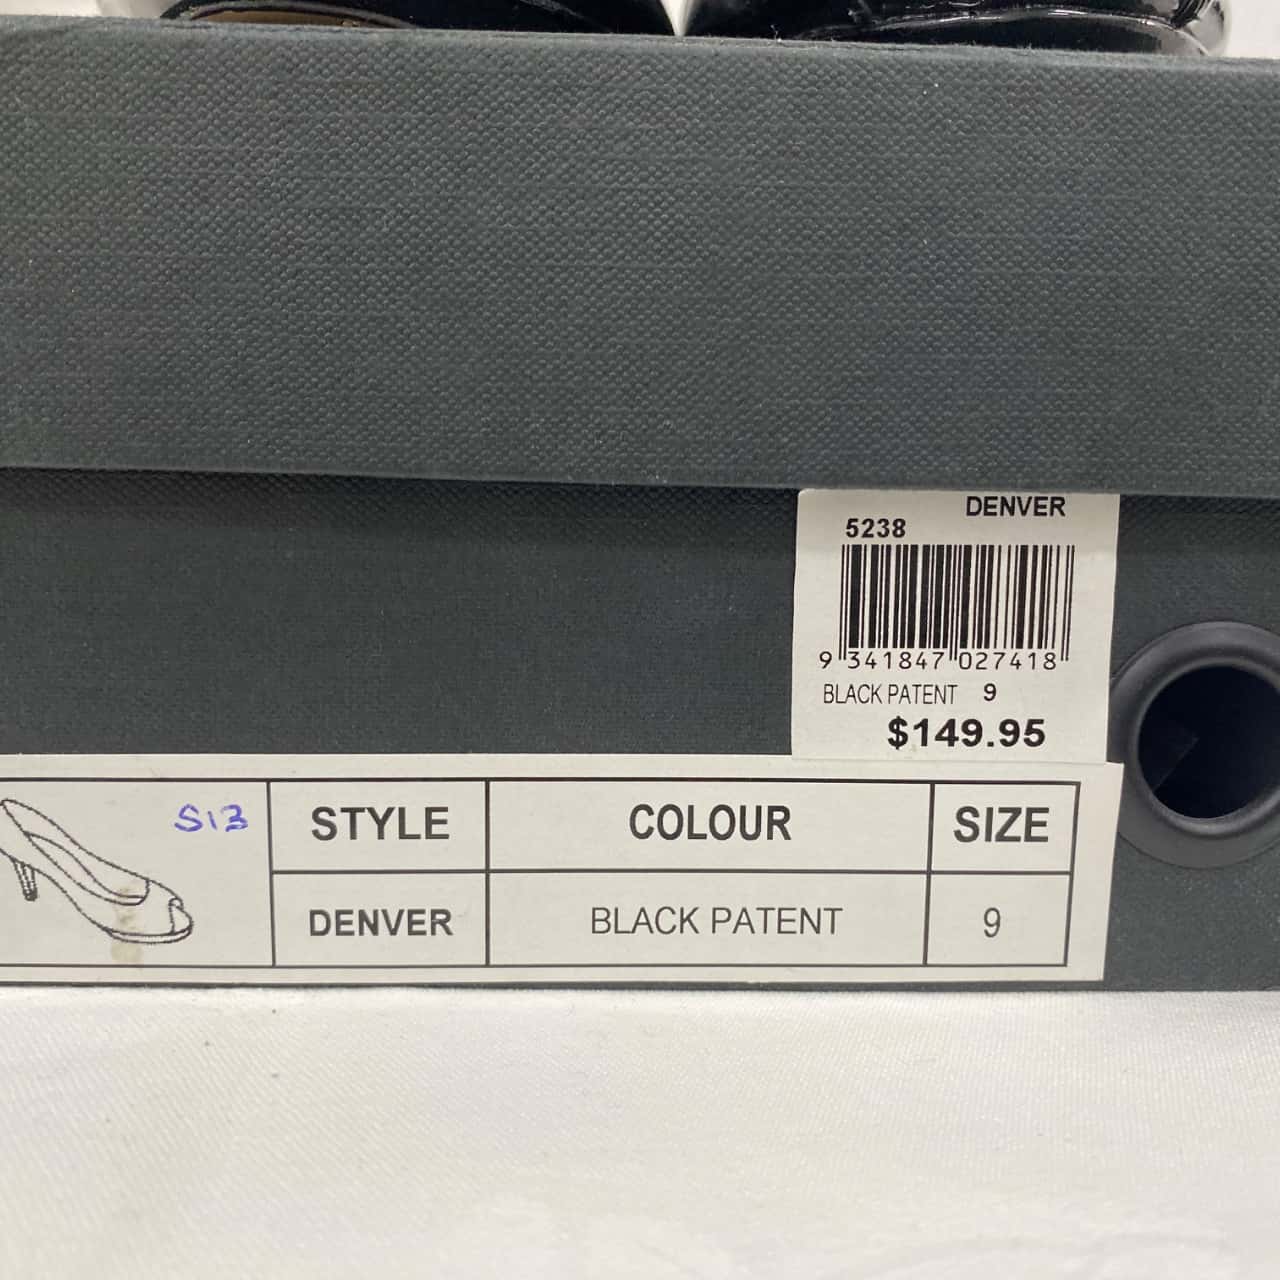 DENVER
5238
9 341847 027418
BLACK PATENT 9
$149.95
S13
STYLE COLOUR SIZE
DENVER BLACK PATENT 9